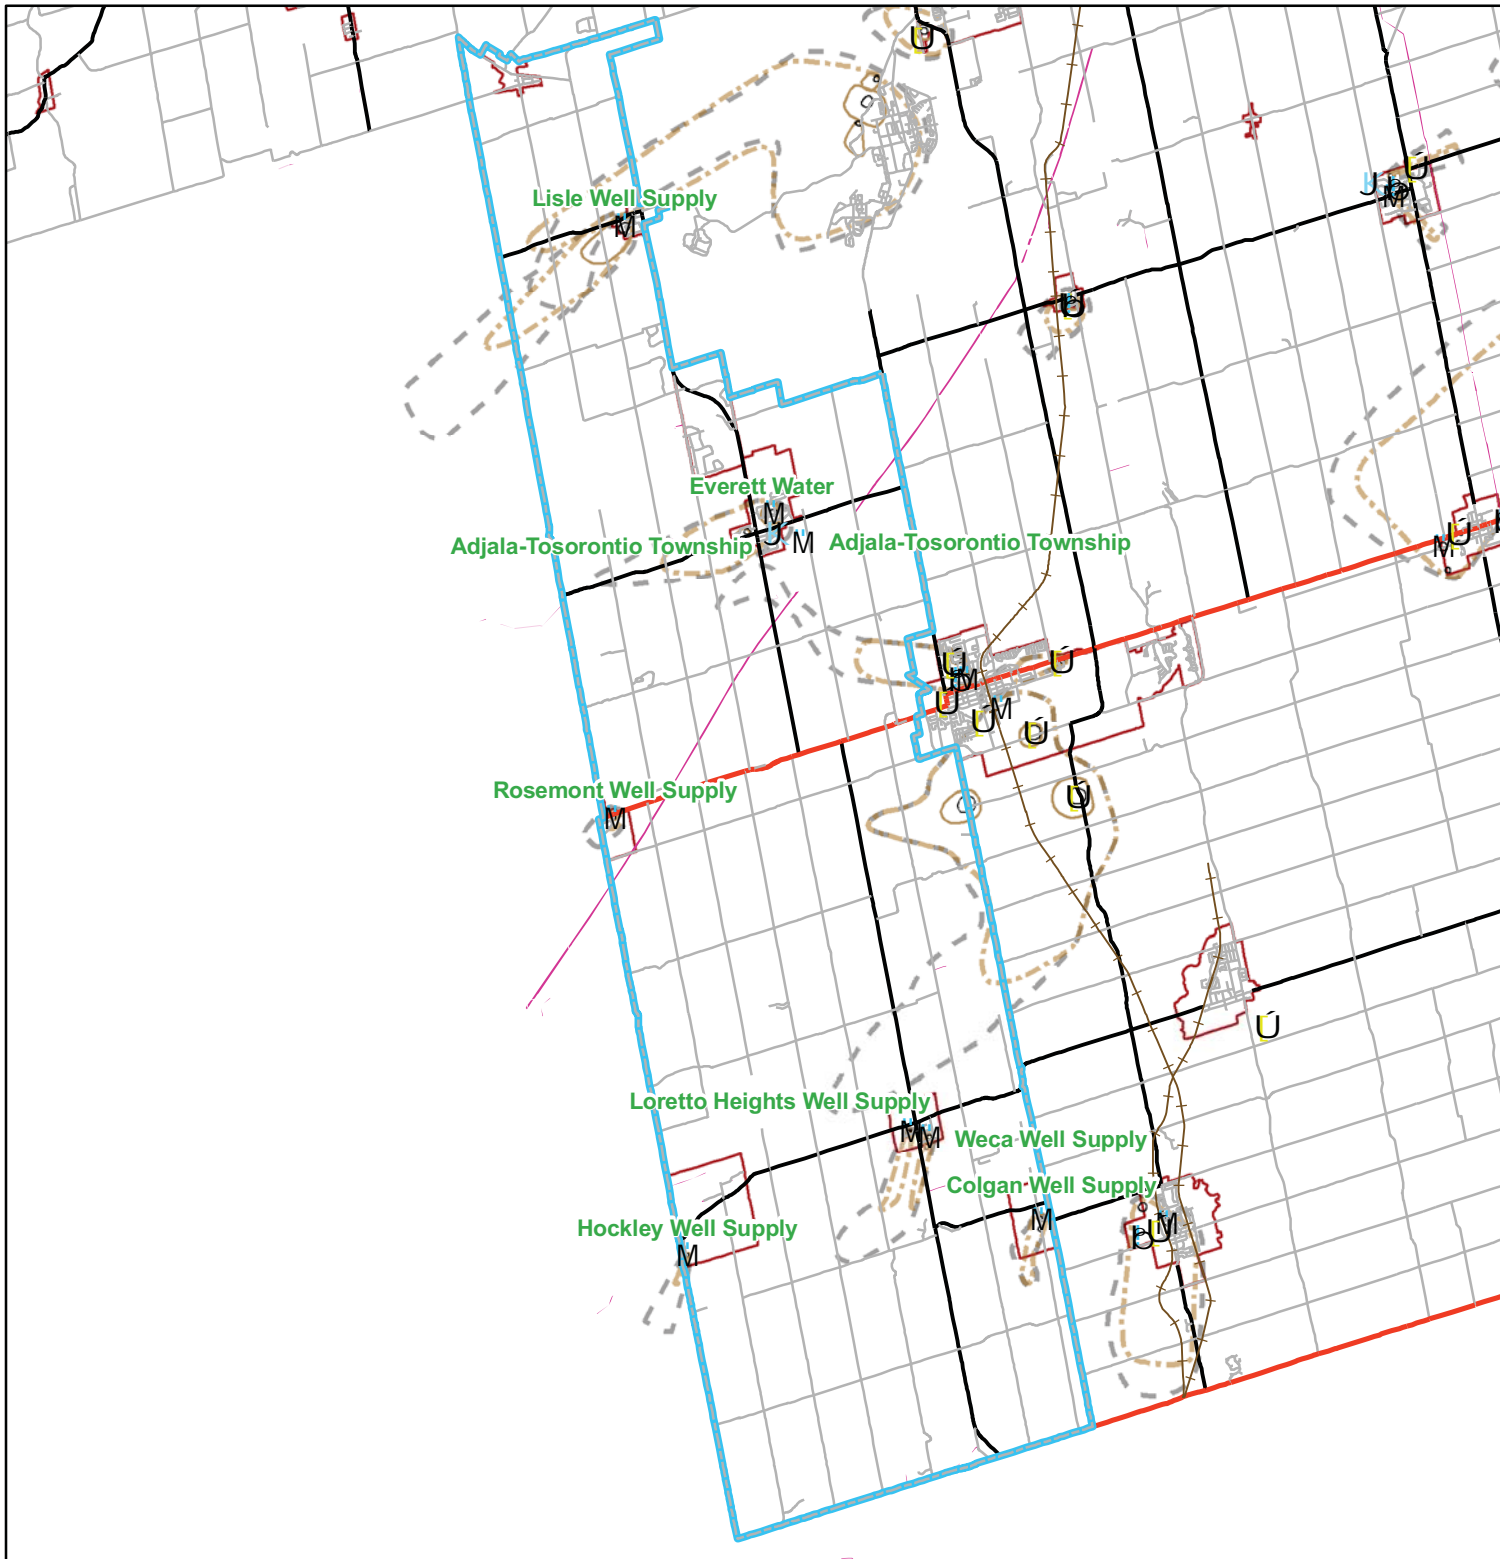 Ú
Lisle Well Supply
M
Ú
J
M
Ú
Everett Water
M
J
M
Adjala-Tosorontio Township
Adjala-Tosorontio Township
Ú
M
Ú
M
Ú
M
Ú
Ú
Ú
M
Rosemont Well Supply
M
Ú
Ú
Loretto Heights Well Supply
M
M
Weca Well Supply
Colgan Well Supply
M
Ú
M
Hockley Well Supply
M